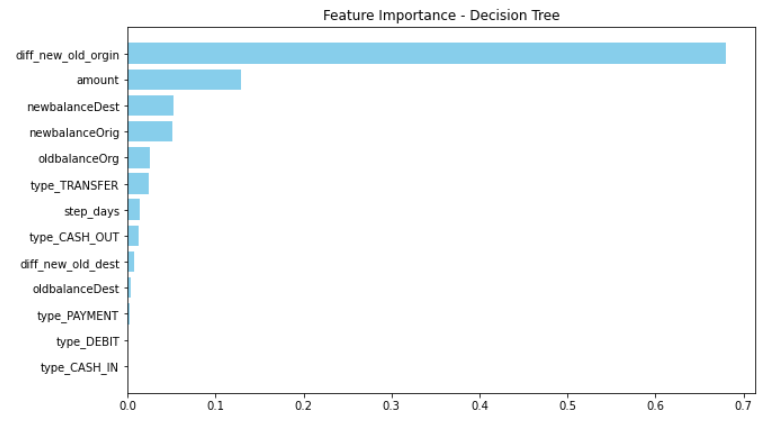 Feature Importance - Decision Tree
diff_new_old_orgin
amount
newbalanceDest
newbalanceOrig
oldbalanceOrg
type_TRANSFER
step_days
type_CASH_OUT
diff_new_old_dest
oldbalanceDest
type_PAYMENT
type_DEBIT
type_CASH_IN
0.0 0.1 0.2 0.3 0.4 0.5 0.6 0.7